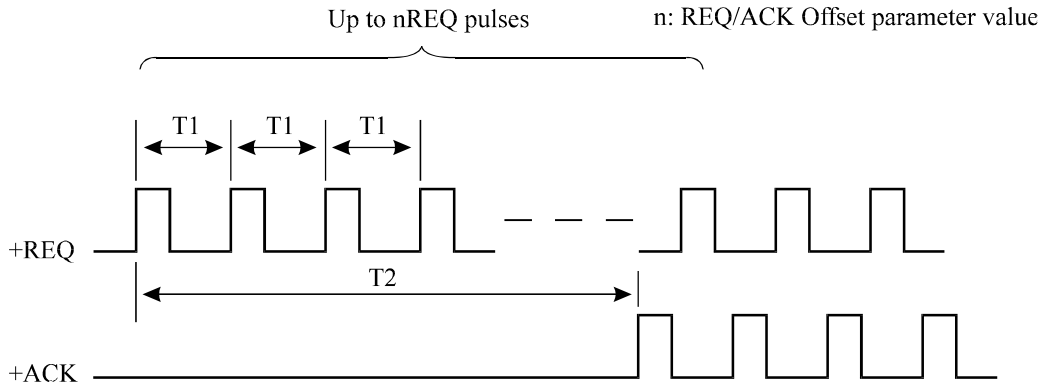 Up to nREQ pulses
n: REQ/ACK Offset parameter value
T1
T1
T1
+REQ
T2
+ACK